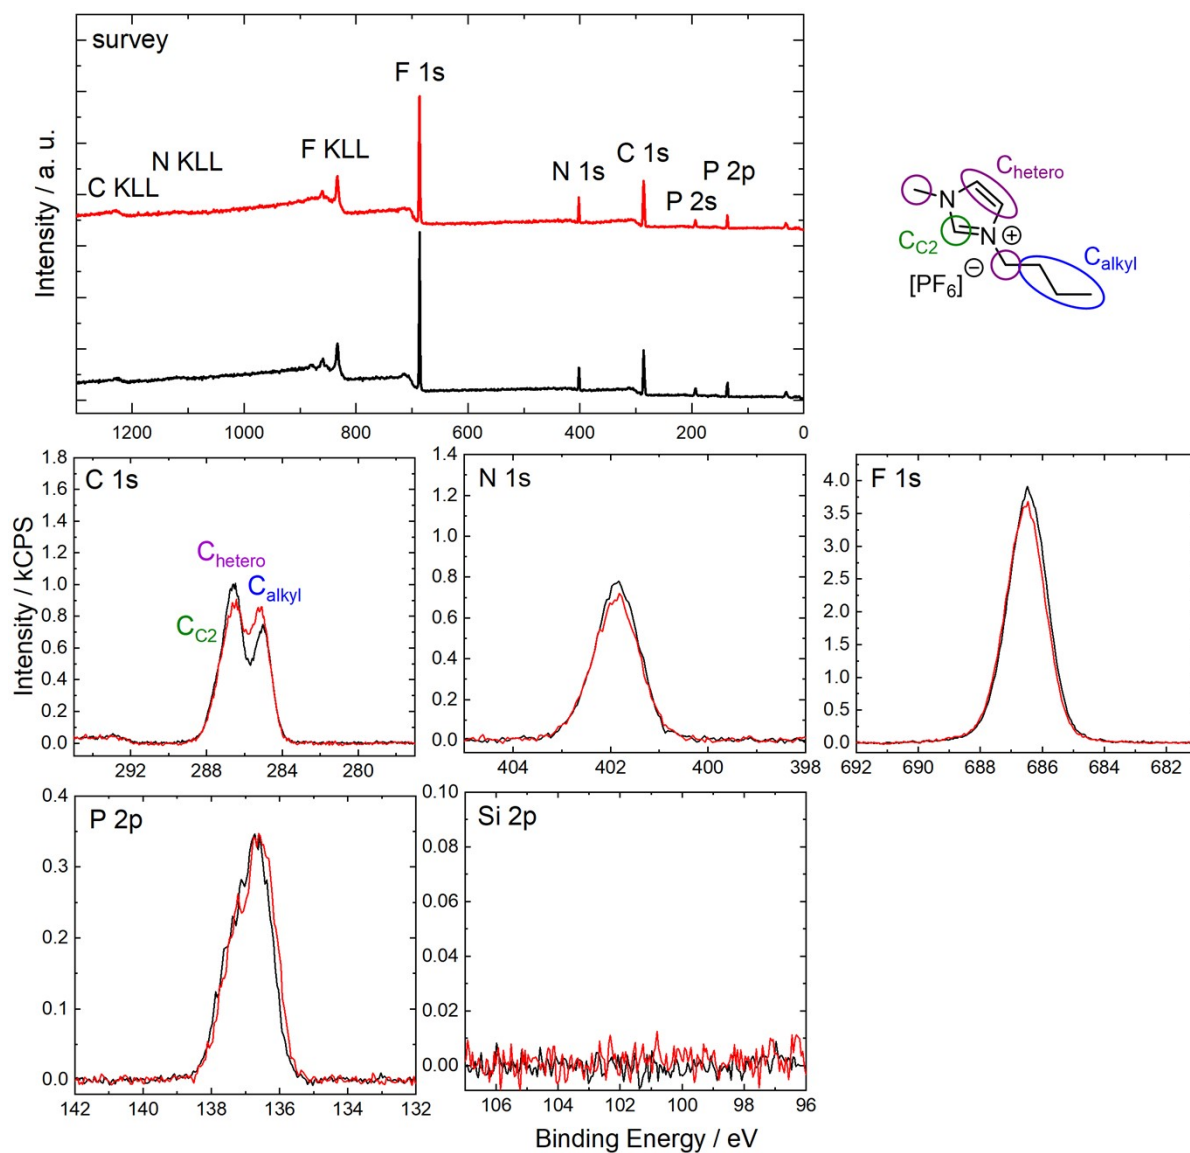 survey
F 1s
F KLL
N KLL
C KLL
N 1s
C 1s
P 2s
P 2p
Intensity / a. u.
1200 1000 800 600 400 200 0
C_hetero
N
C_C2
N ⊕
[PF₆]⊖
C_alkyl
C 1s
1.8
1.6
1.4
1.2
1.0
0.8
0.6
0.4
0.2
0.0
C_hetero
C_alkyl
C_C2
Intensity / kCPS
292 288 284 280
N 1s
1.4
1.2
1.0
0.8
0.6
0.4
0.2
0.0
404 402 400 398
F 1s
4.0
3.5
3.0
2.5
2.0
1.5
1.0
0.5
0.0
692 690 688 686 684 682
P 2p
0.4
0.3
0.2
0.1
0.0
142 140 138 136 134 132
Si 2p
0.10
0.08
0.06
0.04
0.02
0.00
106 104 102 100 98 96
Binding Energy / eV